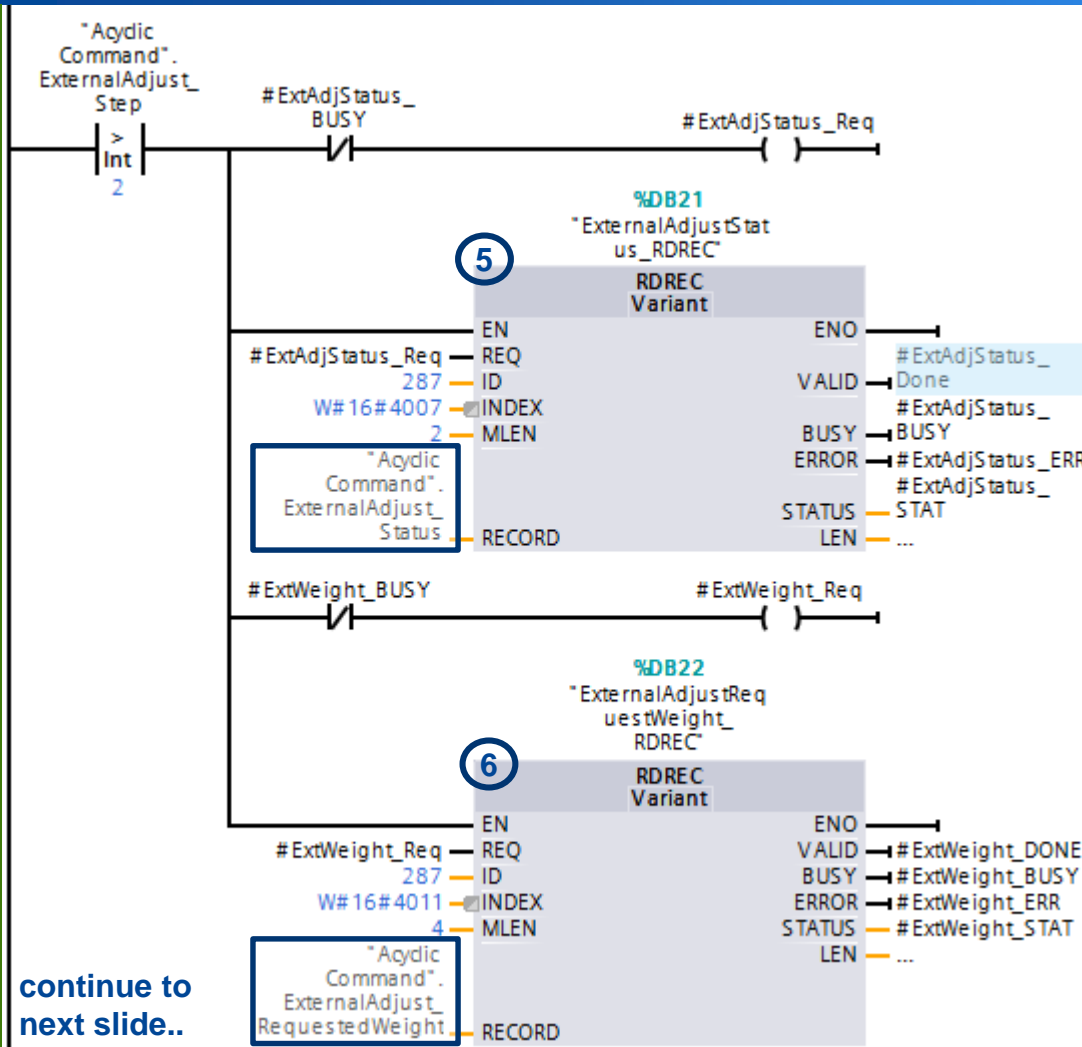 "Acyclic
Command".
ExternalAdjust_
Step
>
Int
2
#ExtAdjStatus_
BUSY
#ExtAdjStatus_Req
%DB21
"ExternalAdjustStat
us_RDREC"
5
RDREC
Variant
EN ENO
#ExtAdjStatus_Req REQ
287 ID VALID #ExtAdjStatus_
Done
W#16#4007 INDEX
2 MLEN BUSY #ExtAdjStatus_
BUSY
ERROR #ExtAdjStatus_ERR
"Acyclic
Command".
ExternalAdjust_
Status RECORD
STATUS #ExtAdjStatus_
STAT
LEN ...
#ExtWeight_BUSY #ExtWeight_Req
%DB22
"ExternalAdjustReq
uestWeight_
RDREC"
6
RDREC
Variant
EN ENO
#ExtWeight_Req REQ VALID #ExtWeight_DONE
287 ID BUSY #ExtWeight_BUSY
W#16#4011 INDEX ERROR #ExtWeight_ERR
4 MLEN STATUS #ExtWeight_STAT
LEN ...
"Acyclic
Command".
ExternalAdjust_
RequestedWeight RECORD
continue to
next slide..